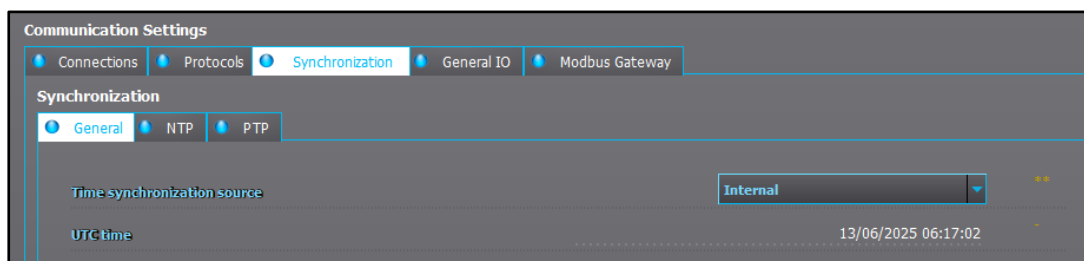 Communication Settings
Connections Protocols Synchronization General IO Modbus Gateway
Synchronization
General NTP PTP
Time synchronization source Internal **
UTC time 13/06/2025 06:17:02 -